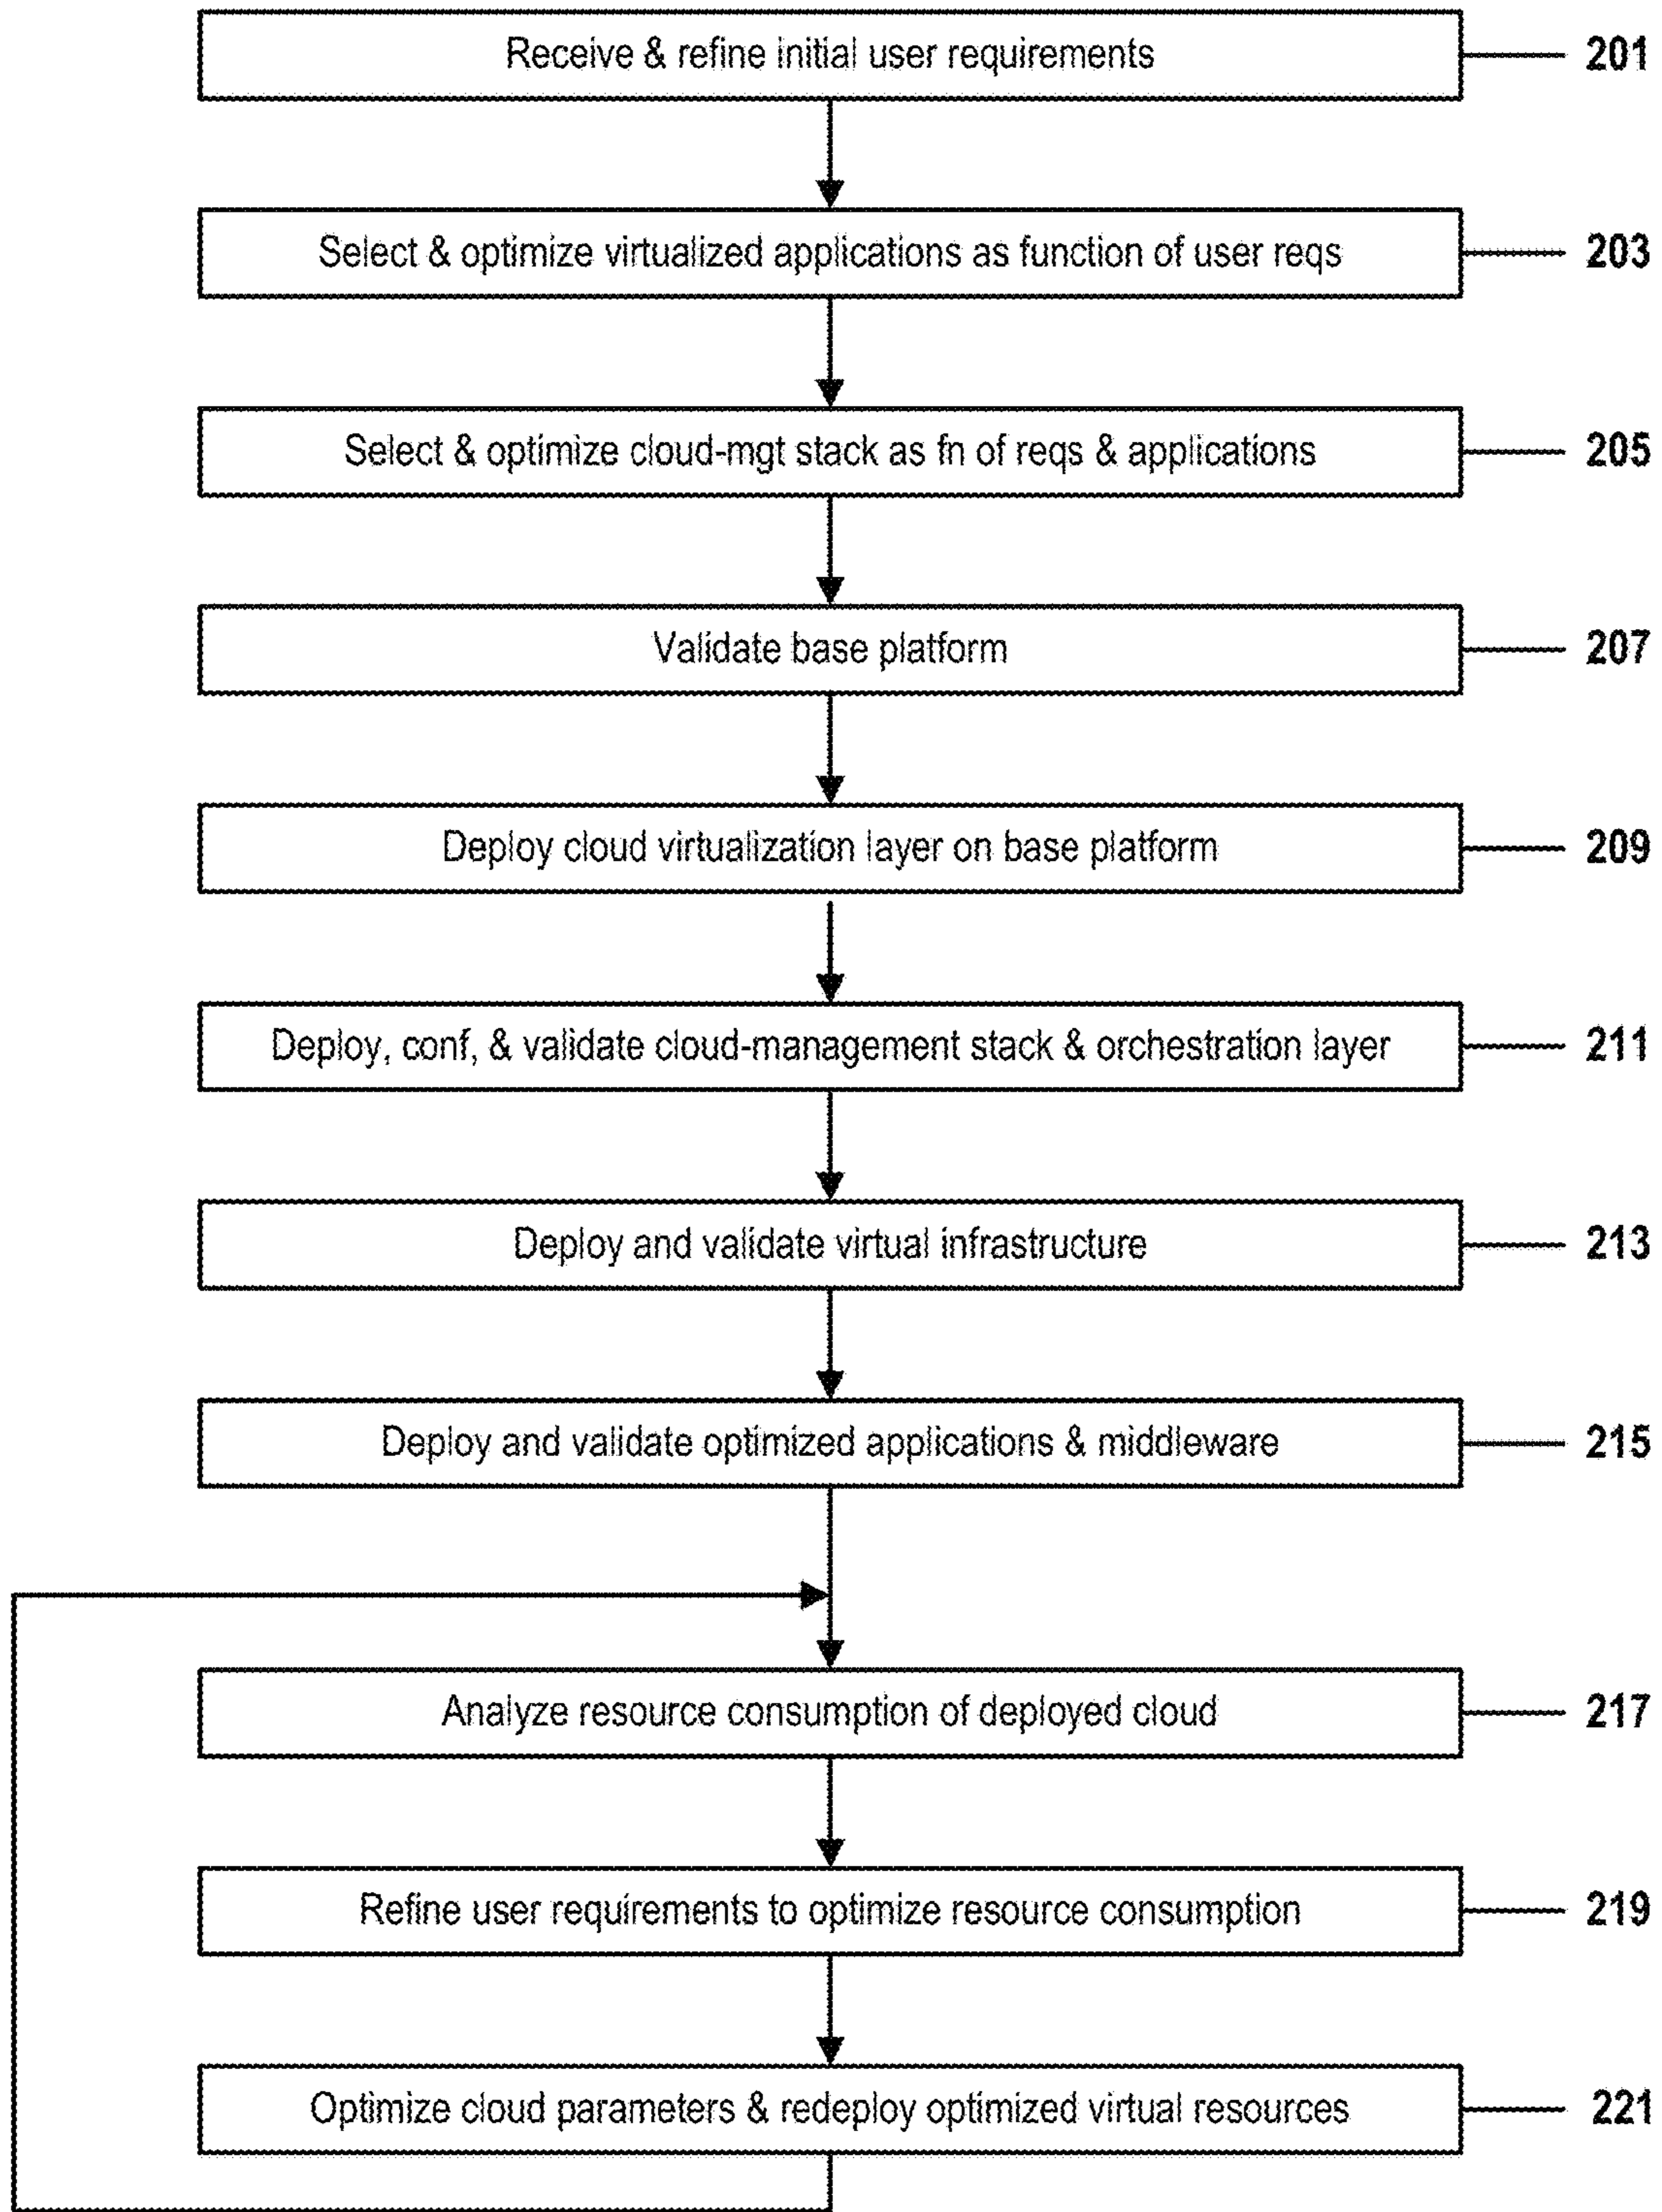 Receive & refine initial user requirements 201
Select & optimize virtualized applications as function of user reqs 203
Select & optimize cloud-mgt stack as fn of reqs & applications 205
Validate base platform 207
Deploy cloud virtualization layer on base platform 209
Deploy, conf, & validate cloud-management stack & orchestration layer 211
Deploy and validate virtual infrastructure 213
Deploy and validate optimized applications & middleware 215
Analyze resource consumption of deployed cloud 217
Refine user requirements to optimize resource consumption 219
Optimize cloud parameters & redeploy optimized virtual resources 221